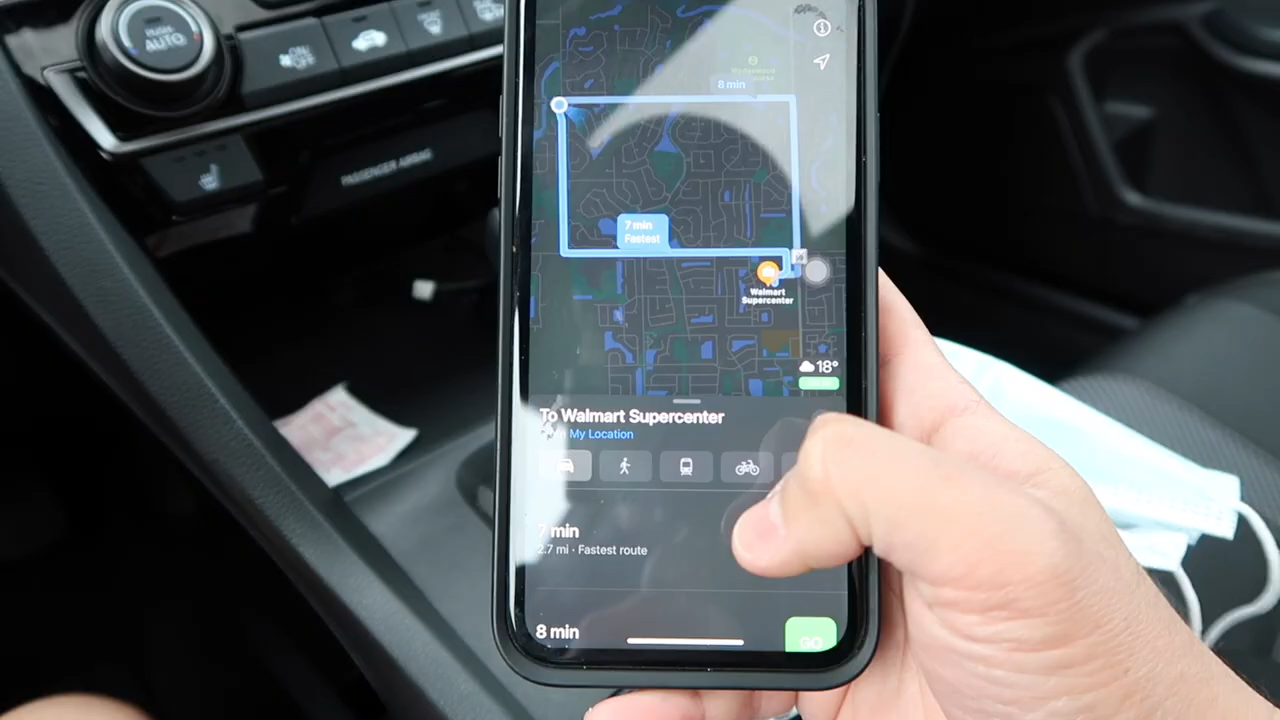 AUTO
ON/
OFF
PASSENGER AIRBAG
8 min
7 min
Fastest
Walmart
Supercenter
18°
To Walmart Supercenter
My Location
7 min
2.7 mi · Fastest route
8 min
GO